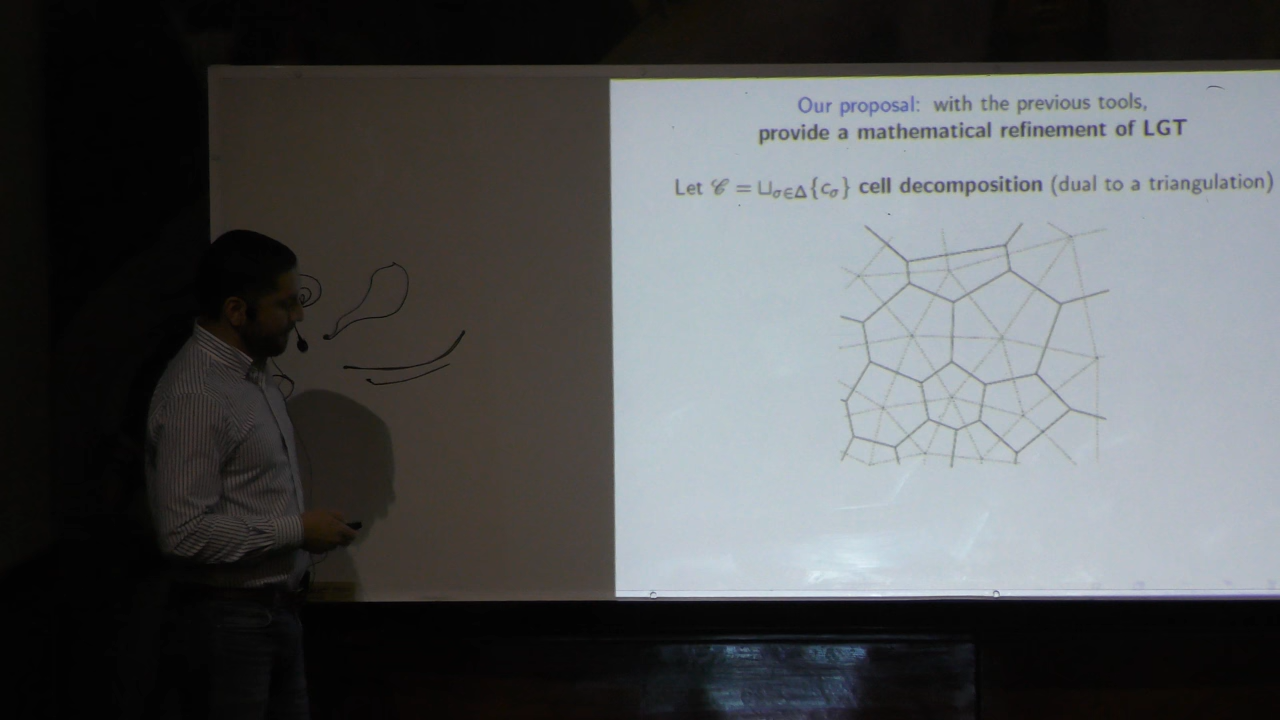 Our proposal: with the previous tools,
provide a mathematical refinement of LGT
Let 𝒞 = ⊔σ∈Δ{cσ} cell decomposition (dual to a triangulation)